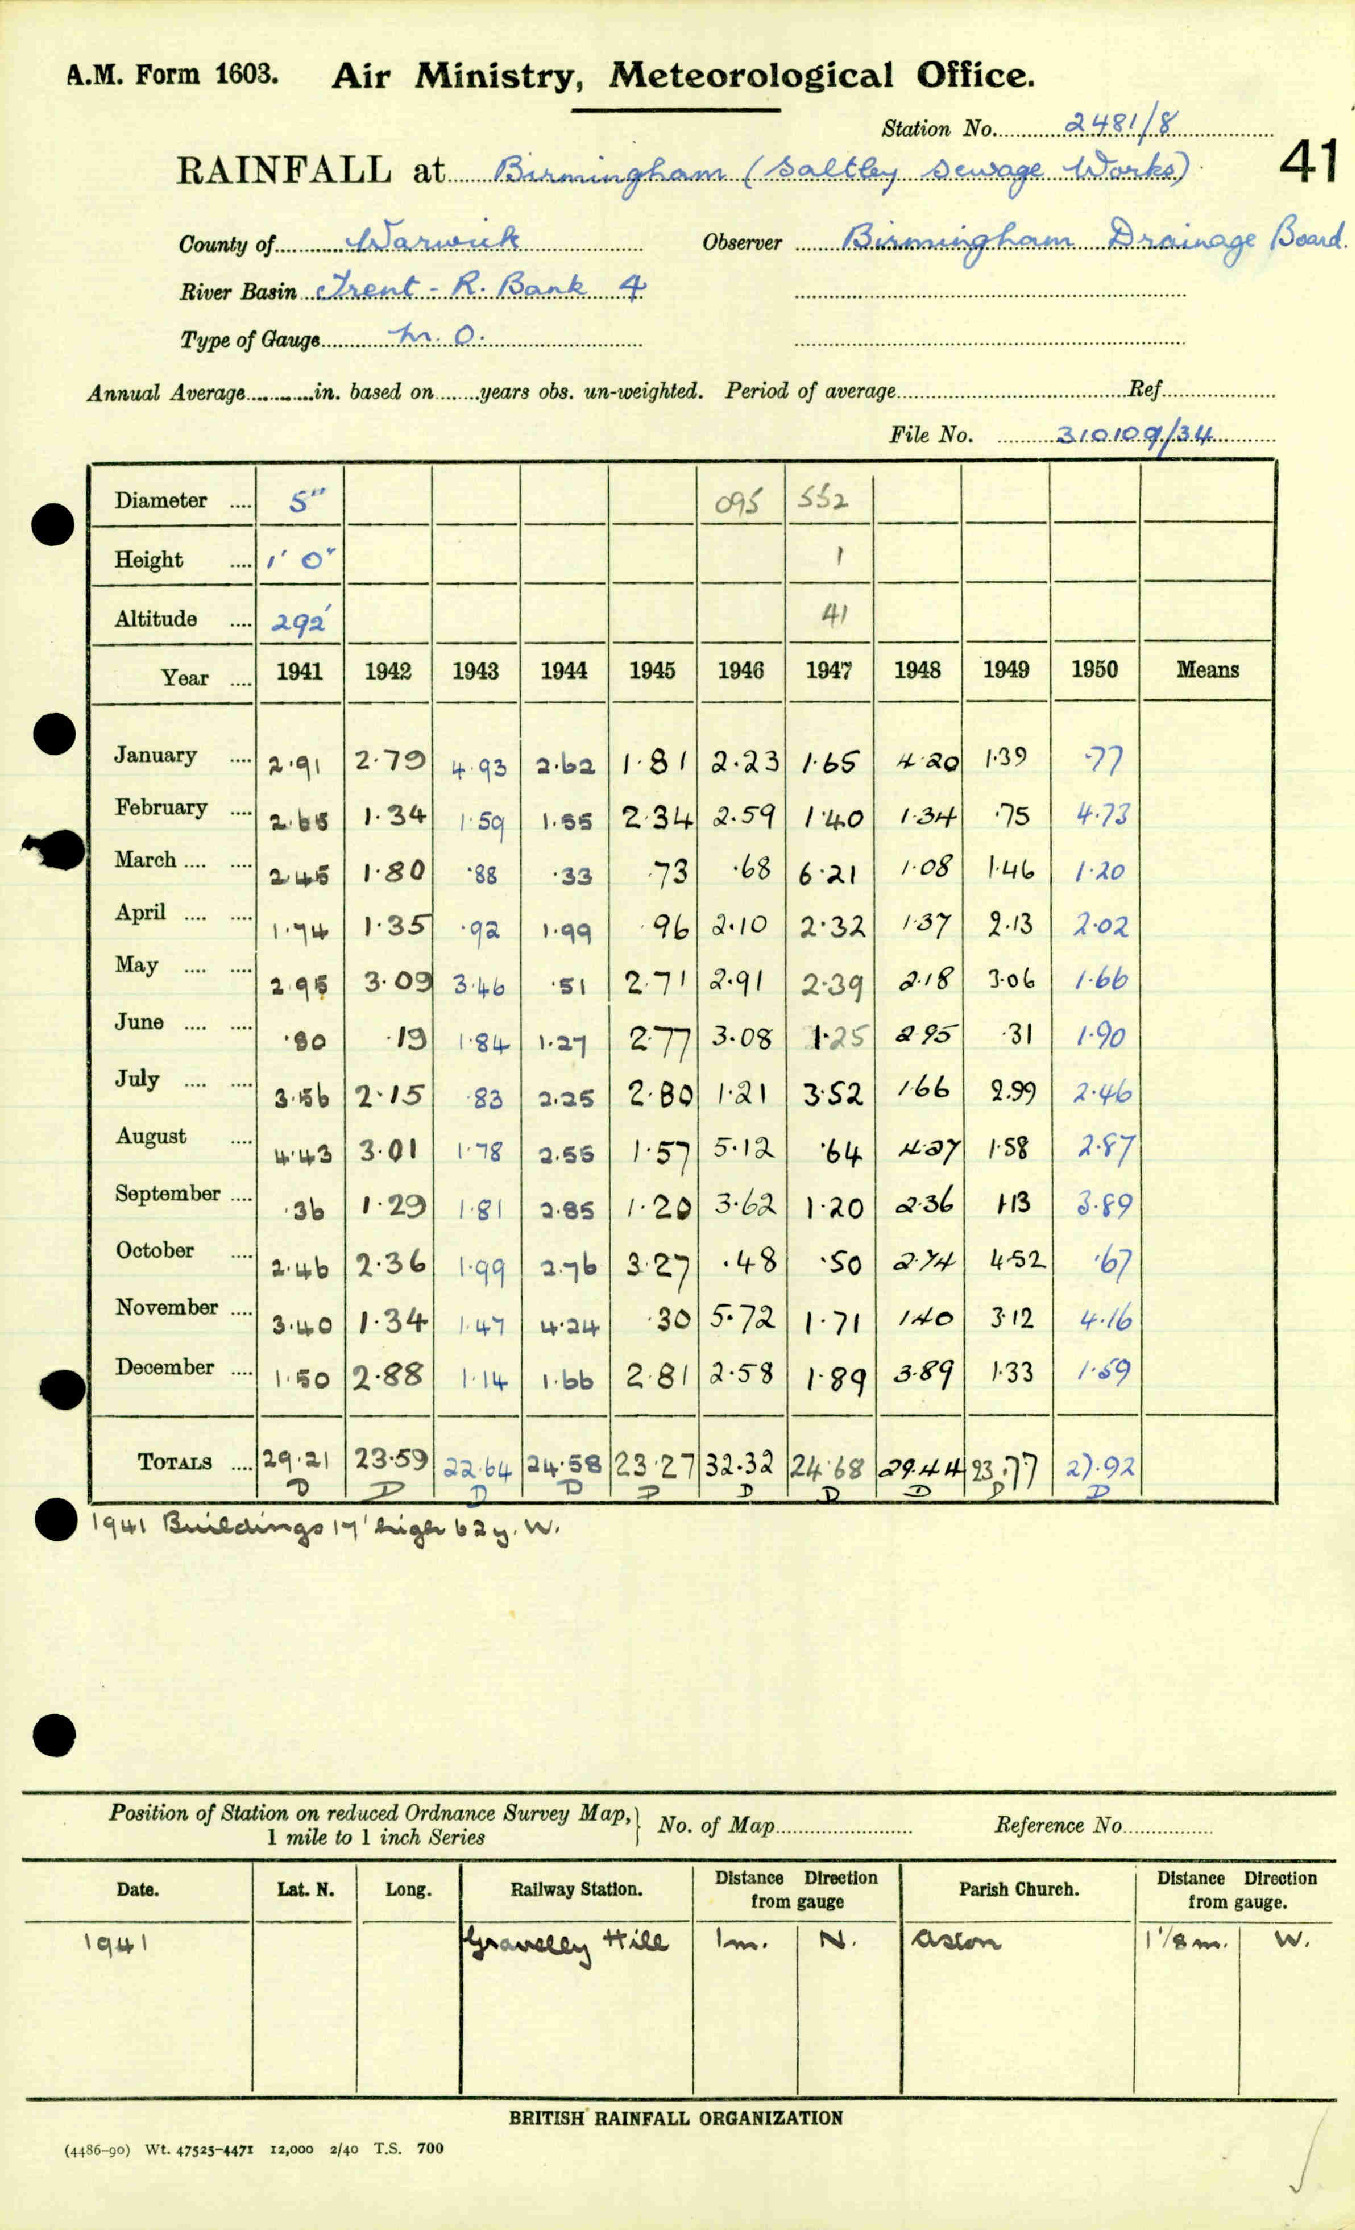 A.M. Form 1603. Air Ministry, Meteorological Office.
Station No. 2481/8
RAINFALL at Birmingham (Saltley Sewage Works) 41
County of Warwick Observer Birmingham Drainage Board.
River Basin Trent - R. Bank 4
Type of Gauge M.O.
Annual Average in. based on years obs. un-weighted. Period of average Ref
File No. 310109/34
Diameter .... 5" 095 552
Height .... 1' 0" 1
Altitude .... 292' 41
Year .... 1941 1942 1943 1944 1945 1946 1947 1948 1949 1950 Means
January .... 2.91 2.79 4.93 2.62 1.81 2.23 1.65 4.20 1.39 .77
February .... 2.65 1.34 1.59 1.55 2.34 2.59 1.40 1.34 .75 4.73
March .... .... 2.45 1.80 .88 .33 .73 .68 6.21 1.08 1.46 1.20
April .... .... 1.74 1.35 .92 1.99 .96 2.10 2.32 1.37 2.13 2.02
May .... .... 2.95 3.09 3.46 .51 2.71 2.91 2.39 2.18 3.06 1.66
June .... .... .80 .19 1.84 1.27 2.77 3.08 1.25 2.95 .31 1.90
July .... .... 3.56 2.15 .83 2.25 2.80 1.21 3.52 1.66 2.99 2.46
August .... 4.43 3.01 1.78 2.55 1.57 5.12 .64 4.27 1.58 2.87
September .... .36 1.29 1.81 2.85 1.20 3.62 1.20 2.36 1.13 3.89
October .... 2.46 2.36 1.99 2.76 3.27 .48 .50 2.74 4.52 .67
November .... 3.40 1.34 1.47 4.24 .30 5.72 1.71 1.40 3.12 4.16
December .... 1.50 2.88 1.14 1.66 2.81 2.58 1.89 3.89 1.33 1.59
TOTALS .... 29.21 23.59 22.64 24.58 23.27 32.32 24.68 29.44 23.77 27.92
D D D D D D D D D D
1941 Buildings 17' high 62y. W.
Position of Station on reduced Ordnance Survey Map, } No. of Map Reference No.
1 mile to 1 inch Series
Date. Lat. N. Long. Railway Station. Distance Direction from gauge Parish Church. Distance Direction from gauge.
1941 Gravelly Hill 1m. N. Aston 1 1/8 m. W.
BRITISH RAINFALL ORGANIZATION
(4486-90) Wt. 47525-4471 12,000 2/40 T.S. 700